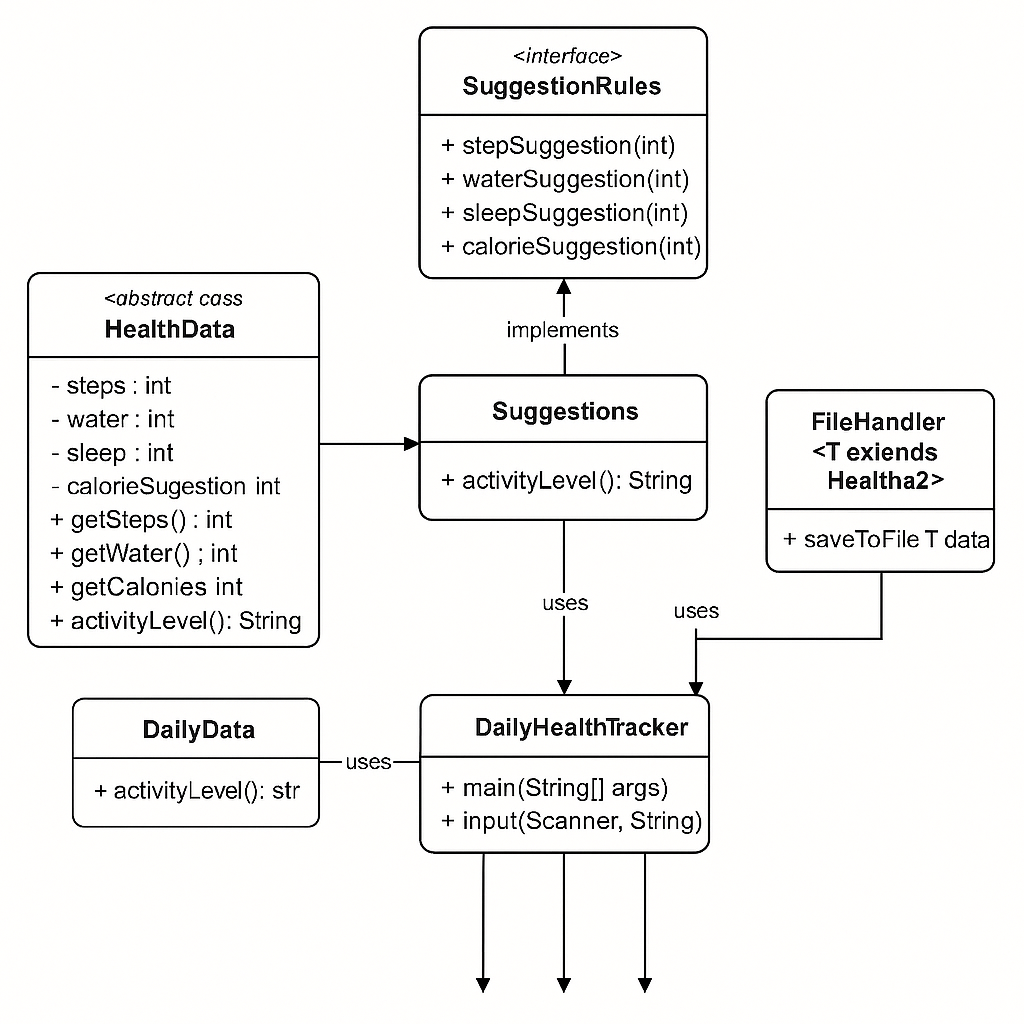 <interface>
SuggestionRules
+ stepSuggestion(int)
+ waterSuggestion(int)
+ sleepSuggestion(int)
+ calorieSuggestion(int)
implements
<abstract cass
HealthData
- steps : int
- water : int
- sleep : int
- calorieSugestion int
+ getSteps() : int
+ getWater() ; int
+ getCalonies int
+ activityLevel(): String
Suggestions
+ activityLevel(): String
FileHandler
<T exiends
Healtha2>
+ saveToFile T data
uses
uses
DailyData
+ activityLevel(): str
uses
DailyHealthTracker
+ main(String[] args)
+ input(Scanner, String)